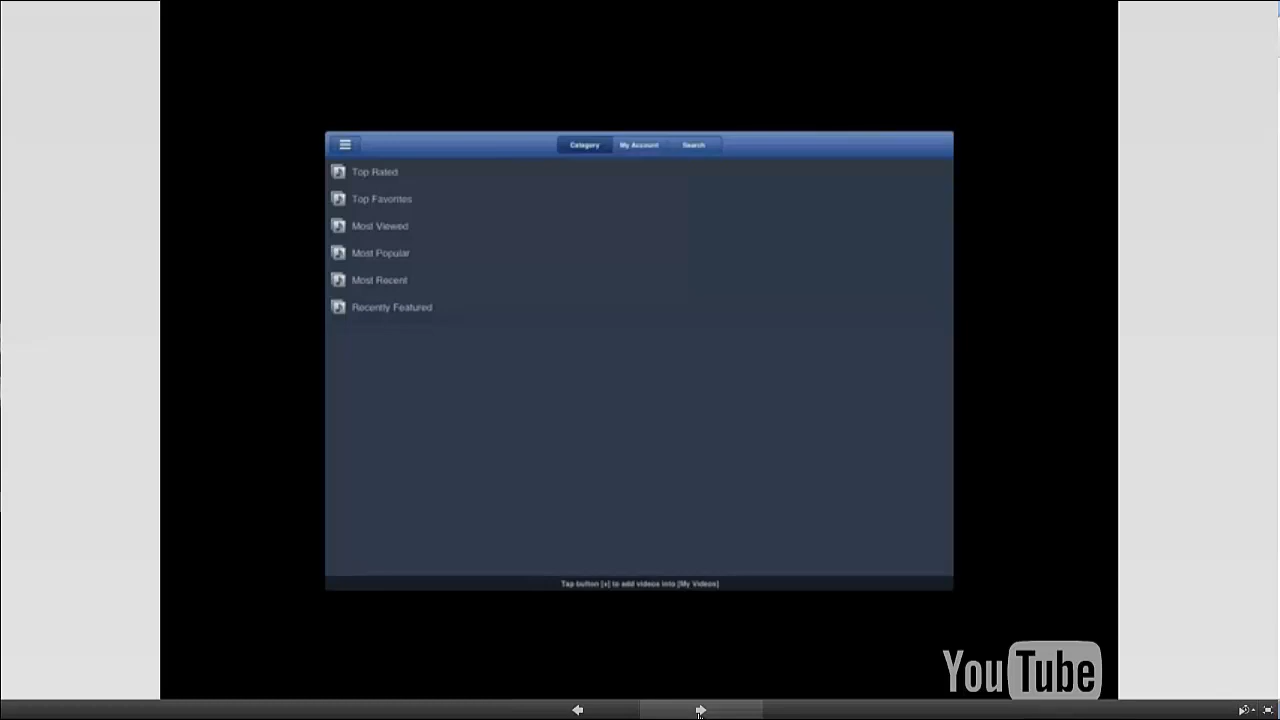 Category My Account Search
Top Rated
Top Favorites
Most Viewed
Most Popular
Most Recent
Recently Featured
Tap button [+] to add videos into [My Videos]
YouTube